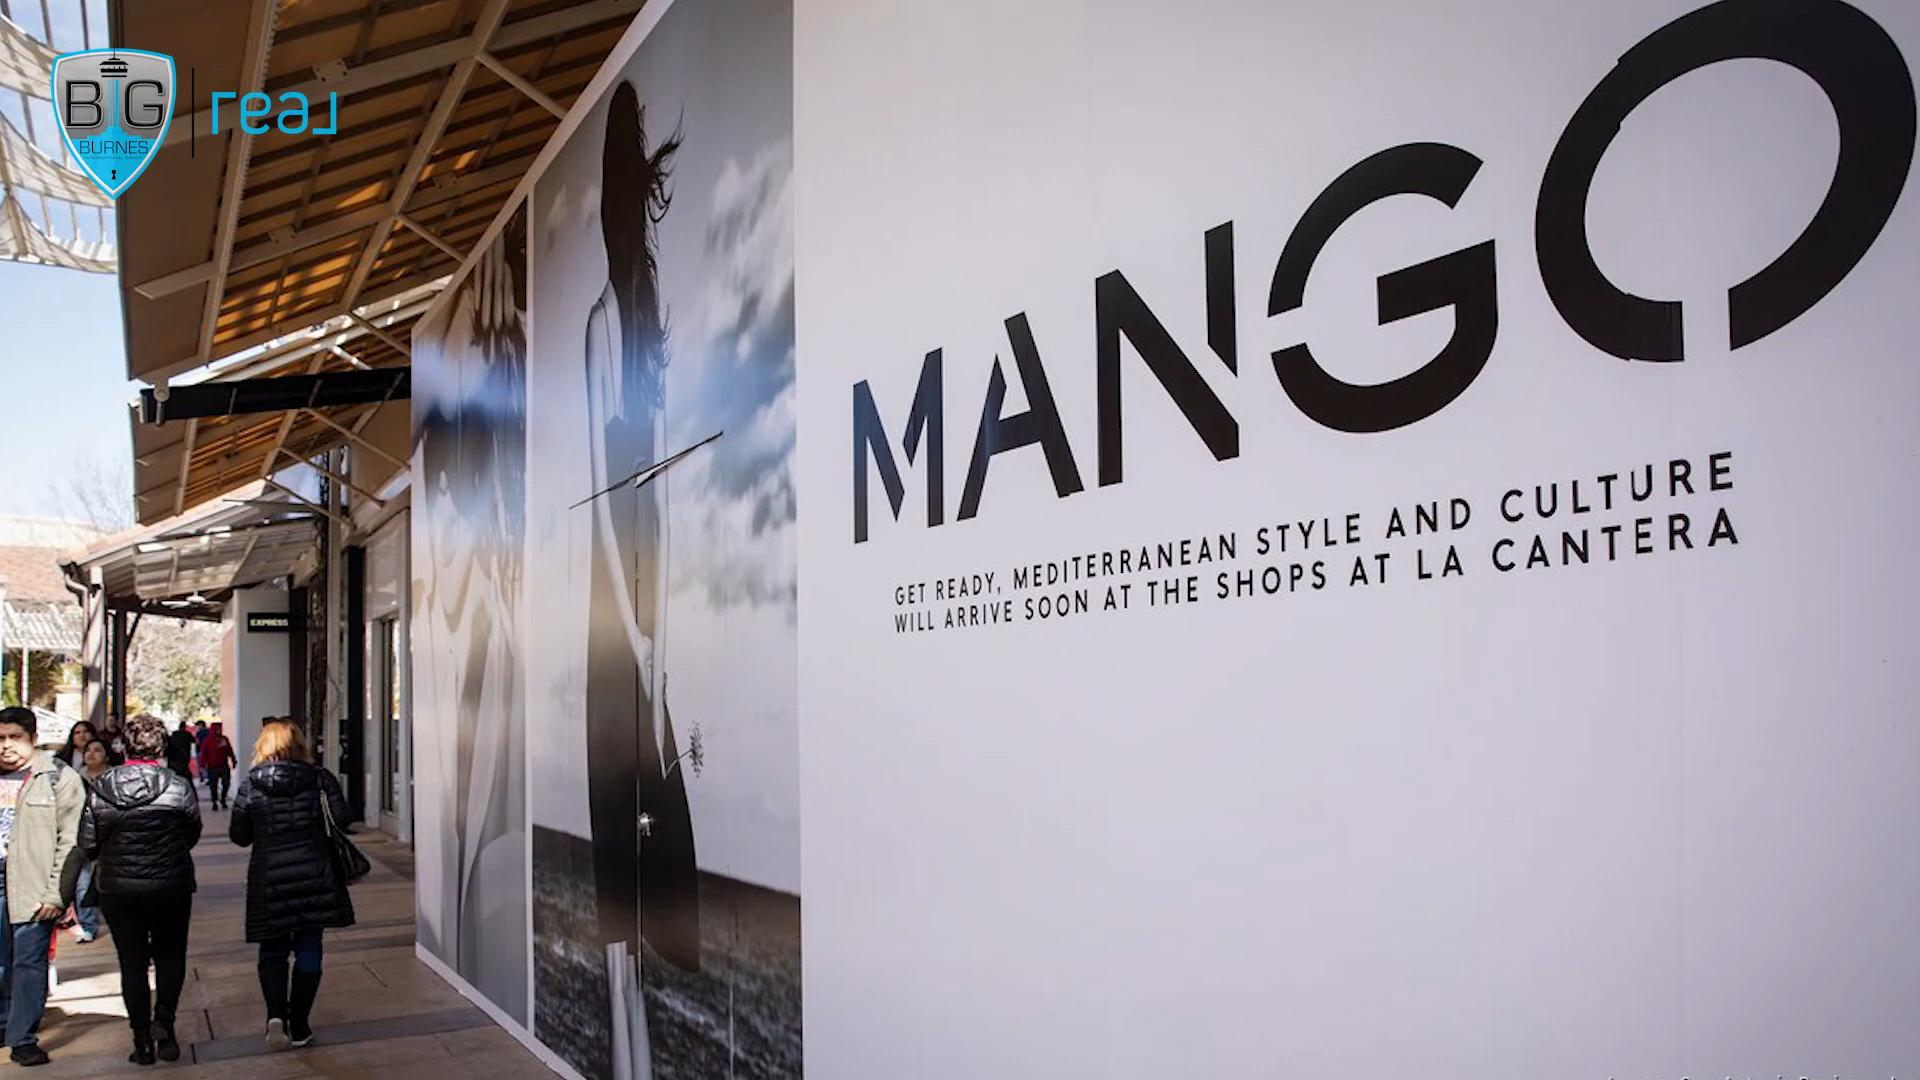 BIG
BURNES
real
MANGO
GET READY, MEDITERRANEAN STYLE AND CULTURE
WILL ARRIVE SOON AT THE SHOPS AT LA CANTERA
EXPRESS